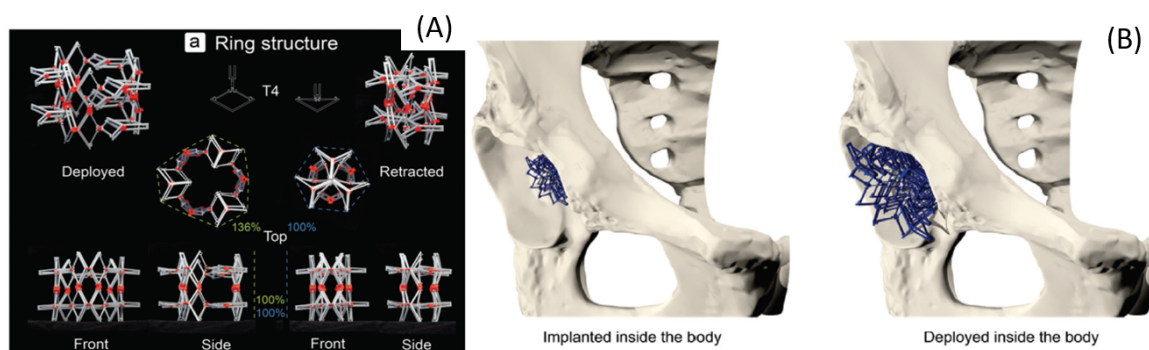 (A)
a Ring structure
T4
Deployed
Retracted
136%
100%
Top
100%
100%
Front
Side
Front
Side
(B)
Implanted inside the body
Deployed inside the body